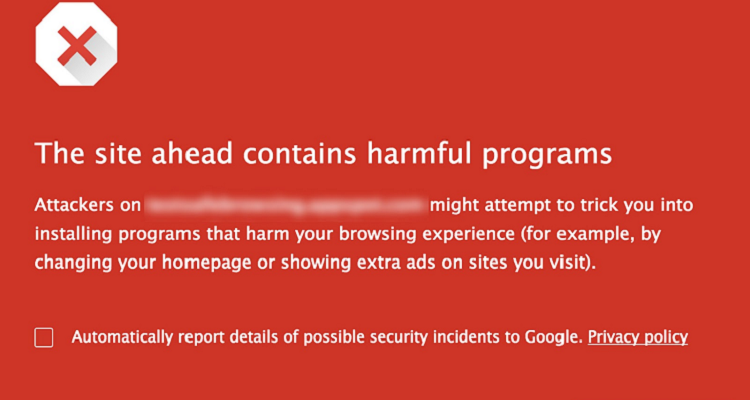 The site ahead contains harmful programs
Attackers on might attempt to trick you into
installing programs that harm your browsing experience (for example, by
changing your homepage or showing extra ads on sites you visit).
Automatically report details of possible security incidents to Google. Privacy policy